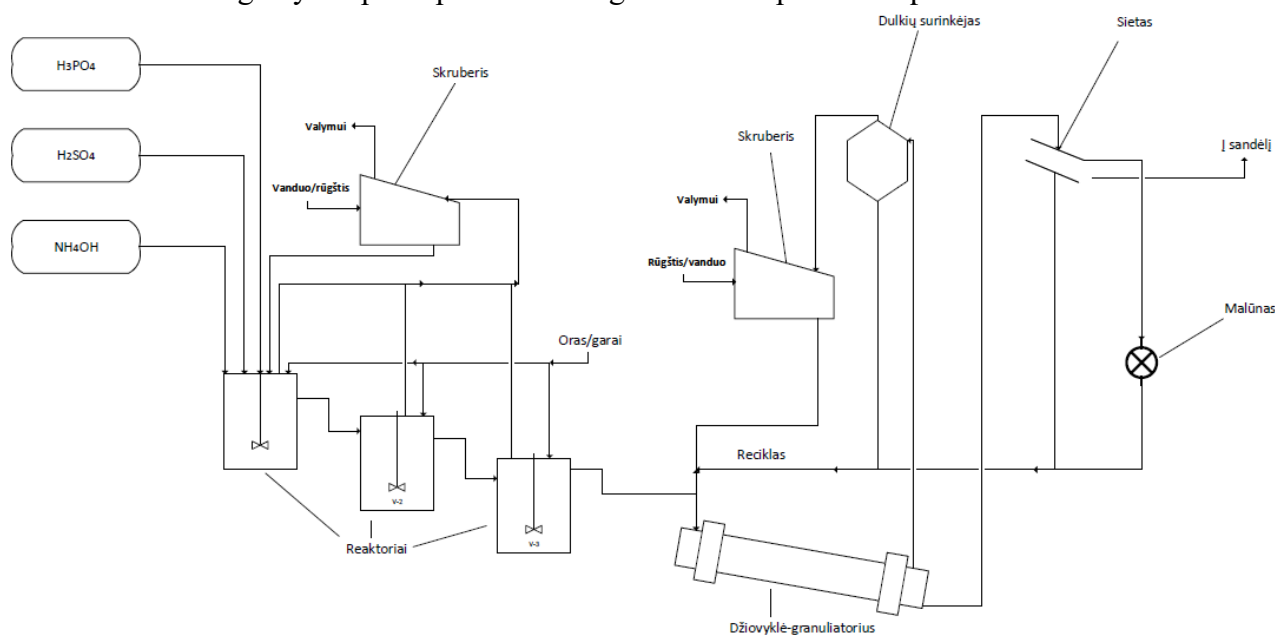 Dulkių surinkėjas
Sietas
H₃PO₄
Skruberis
Valymui
H₂SO₄
Skruberis
Į sandėlį
Vanduo/rūgštis
Valymui
NH₄OH
Rūgštis/vanduo
Malūnas
Oras/garai
Reciklas
V-2
V-3
Reaktoriai
Džiovyklė-granuliatorius